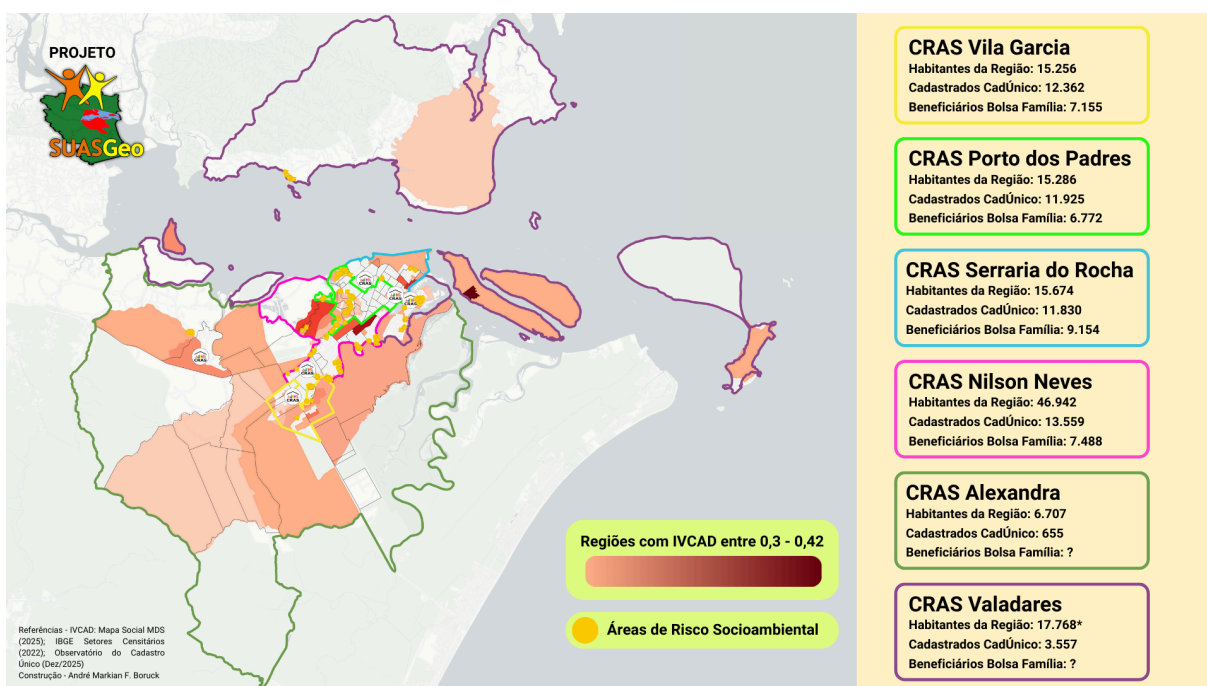 PROJETO
SUASGeo
CRAS
CRAS
CRAS
CRAS
CRAS
CRAS
Regiões com IVCAD entre 0,3 - 0,42
Áreas de Risco Socioambiental
Referências - IVCAD: Mapa Social MDS
(2025); IBGE Setores Censitários
(2022); Observatório do Cadastro
Único (Dez/2025)
Construção - André Markian F. Boruck
CRAS Vila Garcia
Habitantes da Região: 15.256
Cadastrados CadÚnico: 12.362
Beneficiários Bolsa Família: 7.155
CRAS Porto dos Padres
Habitantes da Região: 15.286
Cadastrados CadÚnico: 11.925
Beneficiários Bolsa Família: 6.772
CRAS Serraria do Rocha
Habitantes da Região: 15.674
Cadastrados CadÚnico: 11.830
Beneficiários Bolsa Família: 9.154
CRAS Nilson Neves
Habitantes da Região: 46.942
Cadastrados CadÚnico: 13.559
Beneficiários Bolsa Família: 7.488
CRAS Alexandra
Habitantes da Região: 6.707
Cadastrados CadÚnico: 655
Beneficiários Bolsa Família: ?
CRAS Valadares
Habitantes da Região: 17.768*
Cadastrados CadÚnico: 3.557
Beneficiários Bolsa Família: ?